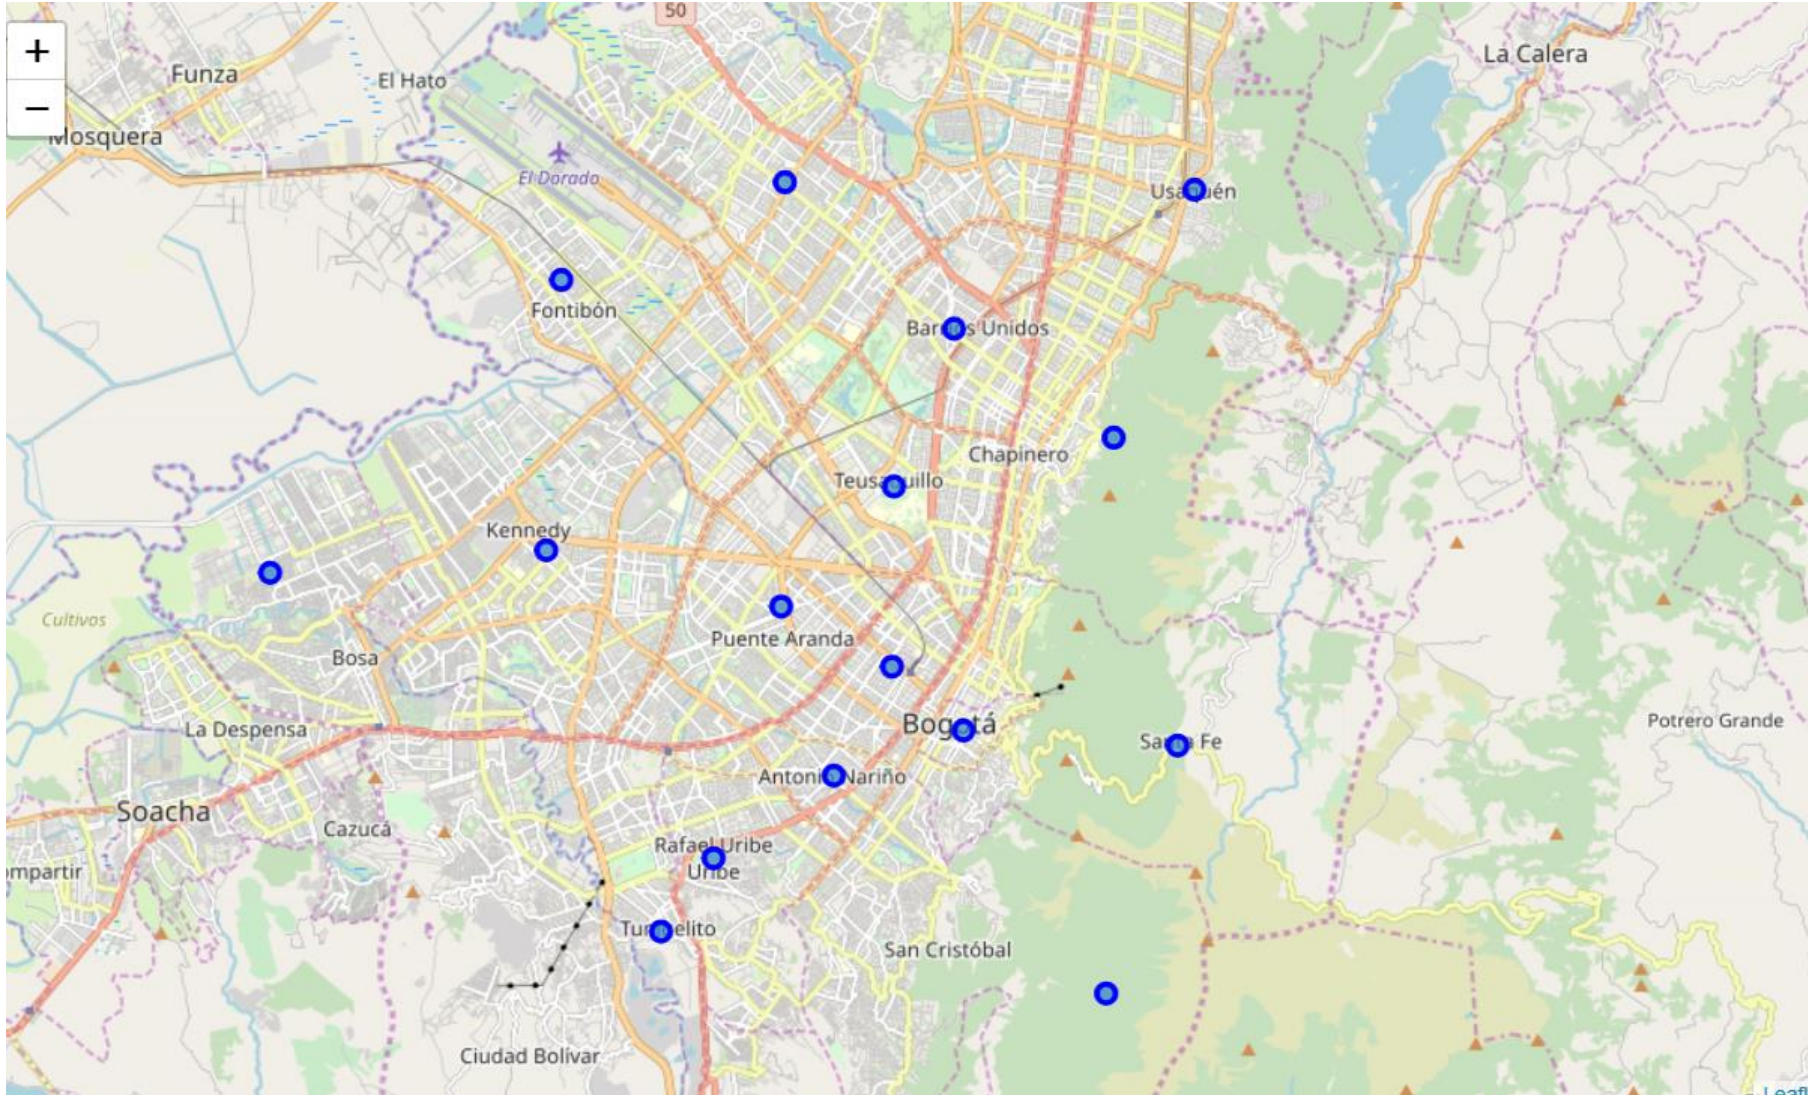 50
+
−
Funza
El Hato
La Calera
Mosquera
El Dorado
Usaquén
Fontibón
Barrios Unidos
Chapinero
Teusaquillo
Kennedy
Cultivos
Puente Aranda
Bosa
La Despensa
Bogotá
Potrero Grande
Santa Fe
Antonio Nariño
Soacha
Cazucá
Rafael Uribe
Uribe
ompartir
Tunjuelito
San Cristóbal
Ciudad Bolívar
Leafl